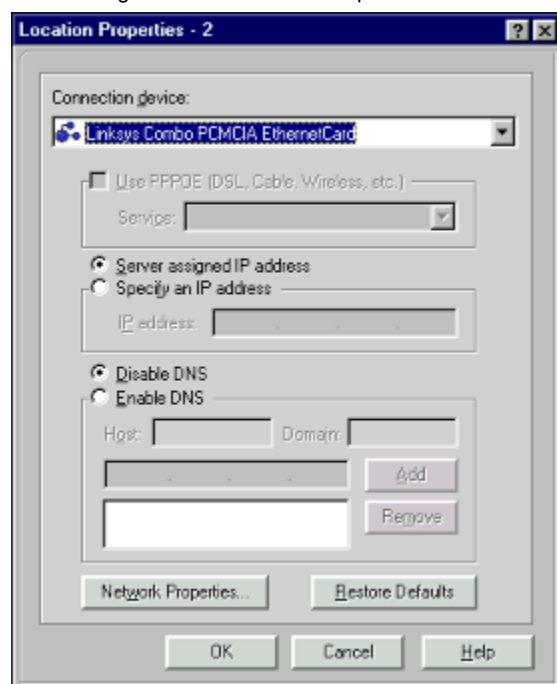 Location Properties - 2
Connection device:
Linksys Combo PCMCIA EthernetCard
Use PPPOE (DSL, Cable, Wireless, etc.)
Service:
Server assigned IP address
Specify an IP address
IP address:
Disable DNS
Enable DNS
Host: Domain:
Add
Remove
Network Properties... Restore Defaults
OK Cancel Help